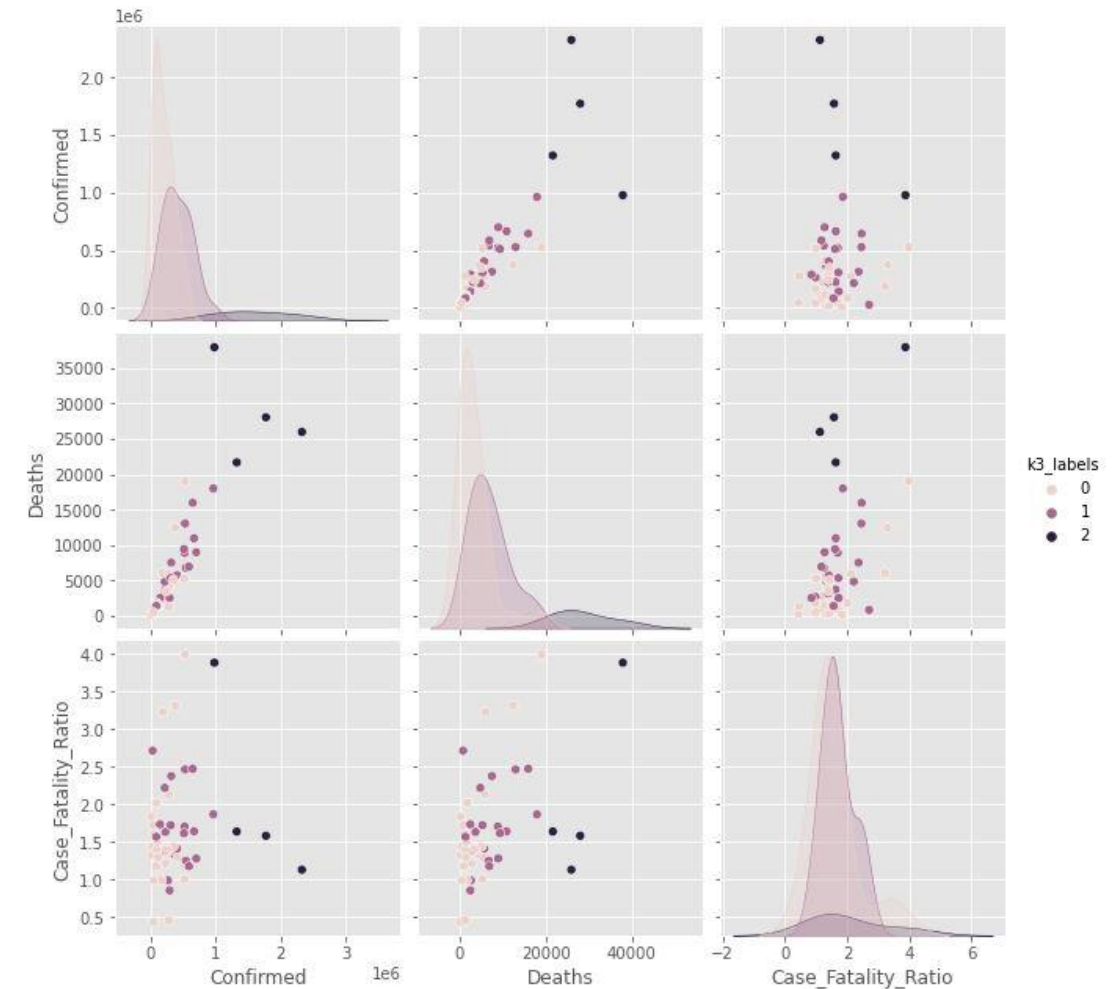 1e6
2.0
1.5
1.0
0.5
0.0
Confirmed
35000
30000
25000
20000
15000
10000
5000
0
Deaths
k3_labels
0
1
2
4.0
3.5
3.0
2.5
2.0
1.5
1.0
0.5
Case_Fatality_Ratio
0 1 2 3
1e6
Confirmed
0 20000 40000
Deaths
−2 0 2 4 6
Case_Fatality_Ratio